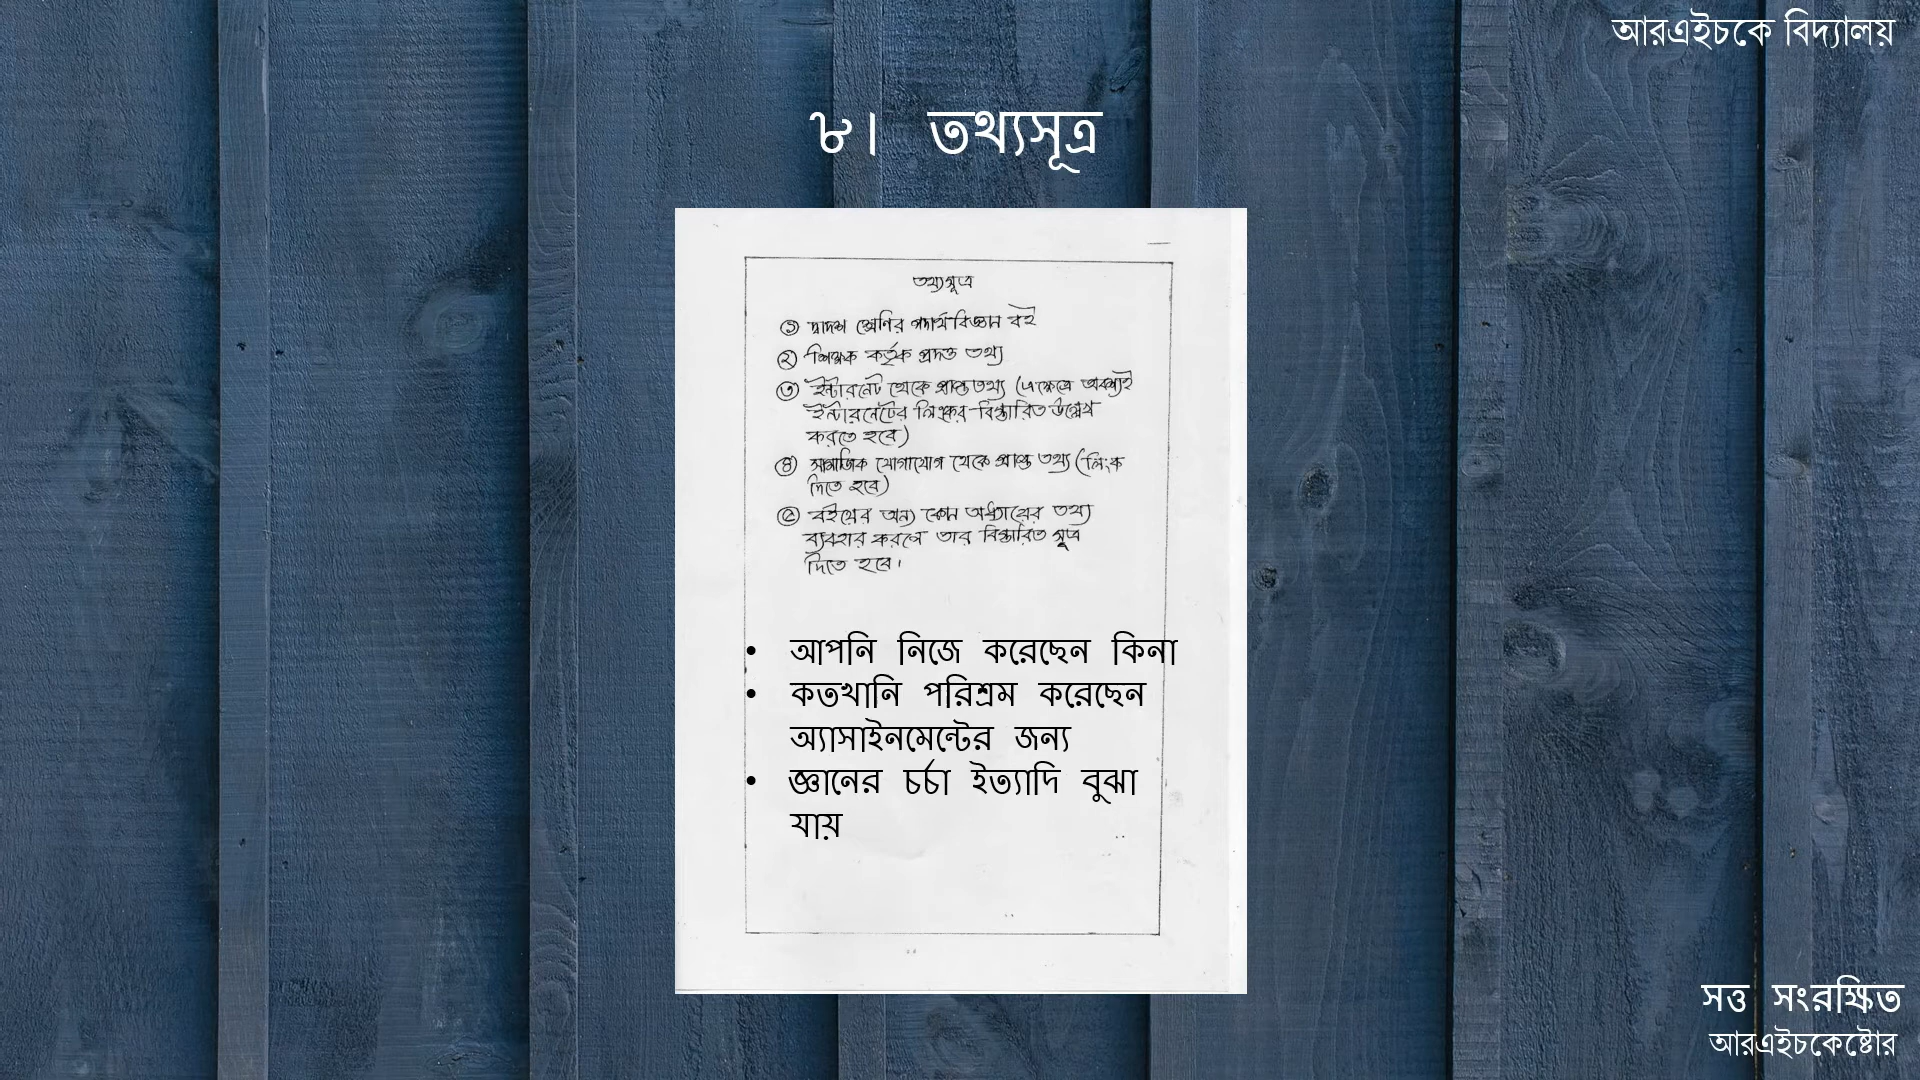 আরএইচকে বিদ্যালয়
৮। তথ্যসূত্র
তথ্যসূত্র
১ দ্বাদশ শ্রেণির পদার্থবিজ্ঞান বই
২ শিক্ষক কর্তৃক প্রদত্ত তথ্য
৩ ইন্টারনেট থেকে প্রাপ্ত তথ্য (এক্ষেত্রে অবশ্যই
ইন্টারনেটের লিংকের বিস্তারিত উল্লেখ
করতে হবে)
৪ সামাজিক যোগাযোগ থেকে প্রাপ্ত তথ্য (লিংক
দিতে হবে)
৫ বইয়ের অন্য কোন অধ্যায়ের তথ্য
ব্যবহার করলে তার বিস্তারিত সূত্র
দিতে হবে।
• আপনি নিজে করেছেন কিনা
• কতখানি পরিশ্রম করেছেন
অ্যাসাইনমেন্টের জন্য
• জ্ঞানের চর্চা ইত্যাদি বুঝা
যায়
সত্ত সংরক্ষিত
আরএইচকেষ্টোর